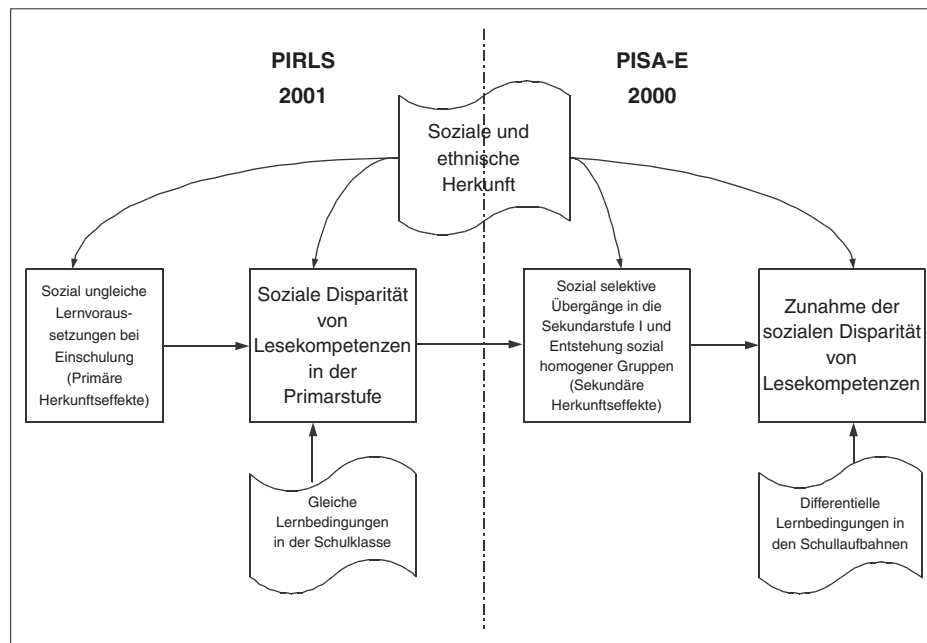 PIRLS
2001
PISA-E
2000
Soziale und
ethnische
Herkunft
Sozial ungleiche
Lernvoraus-
setzungen bei
Einschulung
(Primäre
Herkunftseffekte)
Soziale Disparität
von
Lesekompetenzen
in der
Primarstufe
Sozial selektive
Übergänge in die
Sekundarstufe I und
Entstehung sozial
homogener Gruppen
(Sekundäre
Herkunftseffekte)
Zunahme der
sozialen Disparität
von
Lesekompetenzen
Gleiche
Lernbedingungen
in der Schulklasse
Differentielle
Lernbedingungen in
den Schullaufbahnen